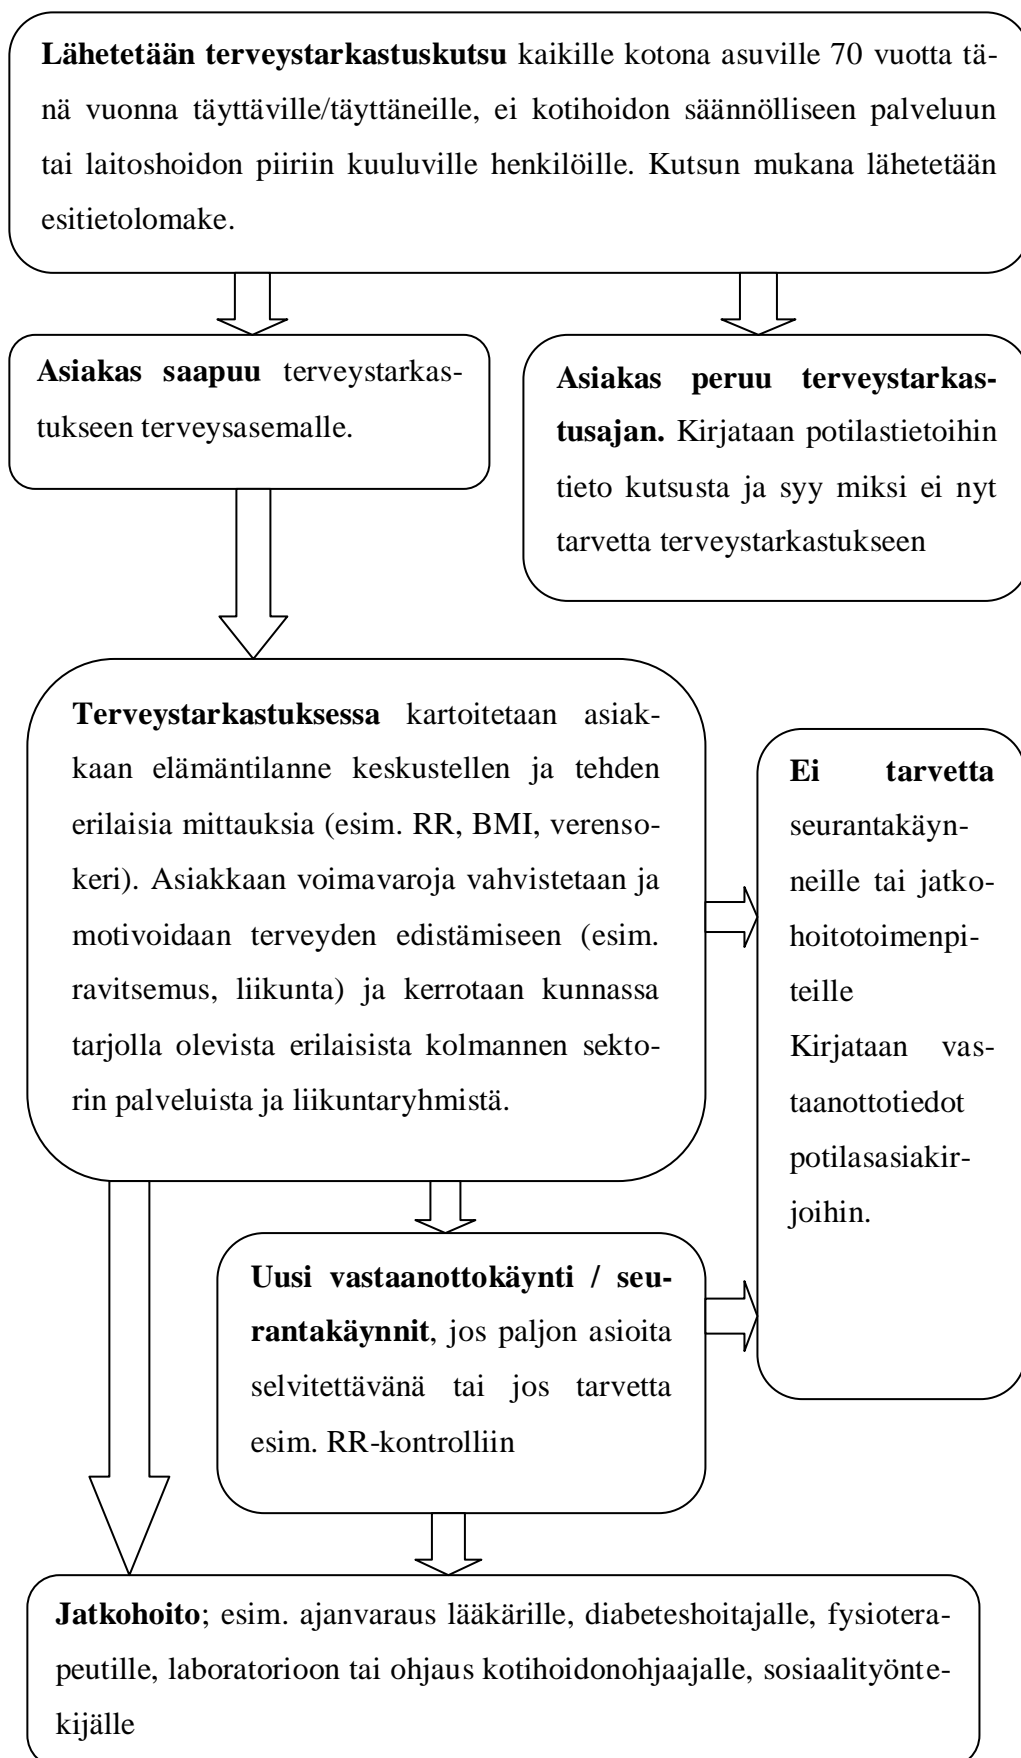 Lähetetään terveystarkastuskutsu kaikille kotona asuville 70 vuotta tä-
nä vuonna täyttäville/täyttäneille, ei kotihoidon säännölliseen palveluun
tai laitoshoidon piiriin kuuluville henkilöille. Kutsun mukana lähetetään
esitietolomake.
Asiakas saapuu terveystarkas-
tukseen terveysasemalle.
Asiakas peruu terveystarkas-
tusajan. Kirjataan potilastietoihin
tieto kutsusta ja syy miksi ei nyt
tarvetta terveystarkastukseen
Terveystarkastuksessa kartoitetaan asiak-
kaan elämäntilanne keskustellen ja tehden
erilaisia mittauksia (esim. RR, BMI, verenso-
keri). Asiakkaan voimavaroja vahvistetaan ja
motivoidaan terveyden edistämiseen (esim.
ravitsemus, liikunta) ja kerrotaan kunnassa
tarjolla olevista erilaisista kolmannen sekto-
rin palveluista ja liikuntaryhmistä.
Ei tarvetta
seurantakäyn-
neille tai jatko-
hoitotoimenpi-
teille
Kirjataan vas-
taanottotiedot
potilasasiakir-
joihin.
Uusi vastaanottokäynti / seu-
rantakäynnit, jos paljon asioita
selvitettävänä tai jos tarvetta
esim. RR-kontrolliin
Jatkohoito; esim. ajanvaraus lääkärille, diabeteshoitajalle, fysiotera-
peutille, laboratorioon tai ohjaus kotihoidonohjaajalle, sosiaalityönte-
kijälle